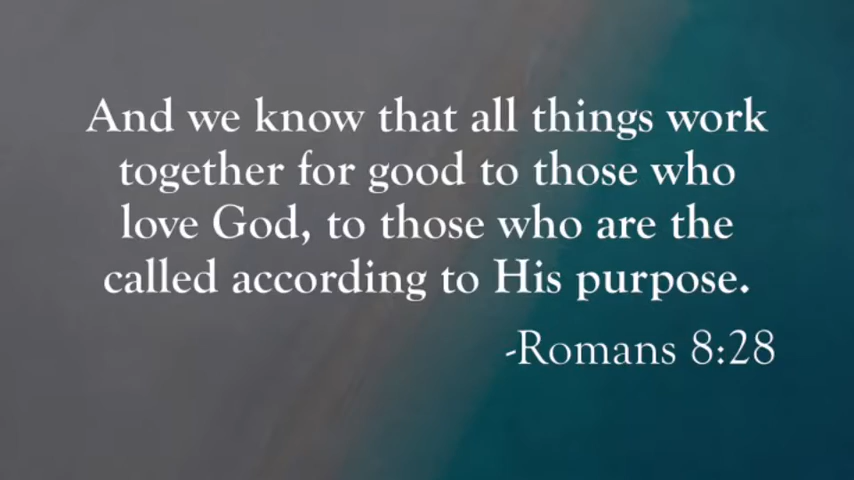 And we know that all things work
together for good to those who
love God, to those who are the
called according to His purpose.
-Romans 8:28